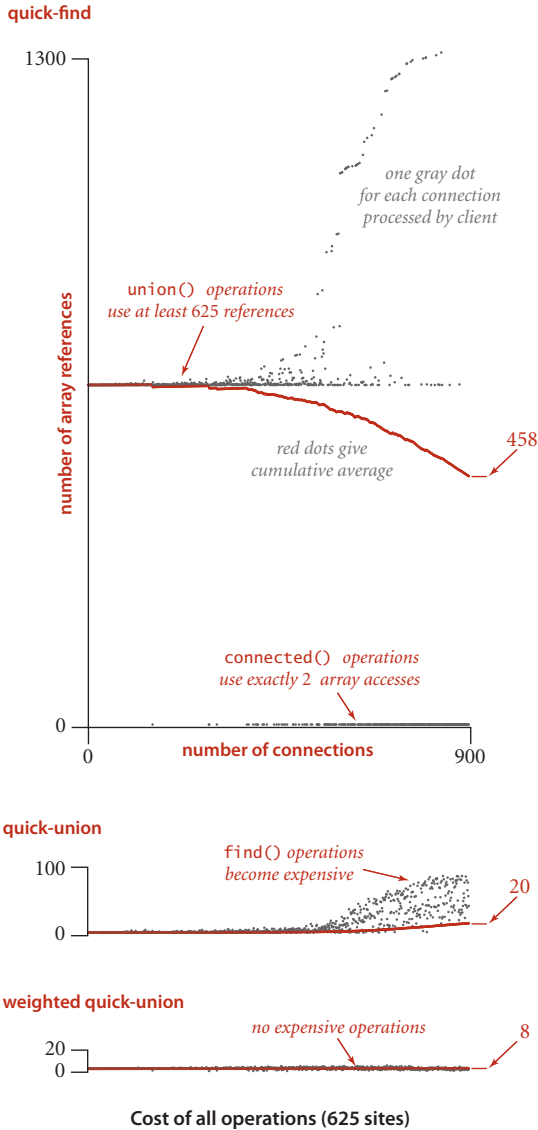 quick-find
1300
one gray dot
for each connection
processed by client
union() operations
use at least 625 references
number of array references
458
red dots give
cumulative average
connected() operations
use exactly 2 array accesses
0
0
number of connections
900
quick-union
find() operations
become expensive
100
20
0
weighted quick-union
no expensive operations
8
20
0
Cost of all operations (625 sites)